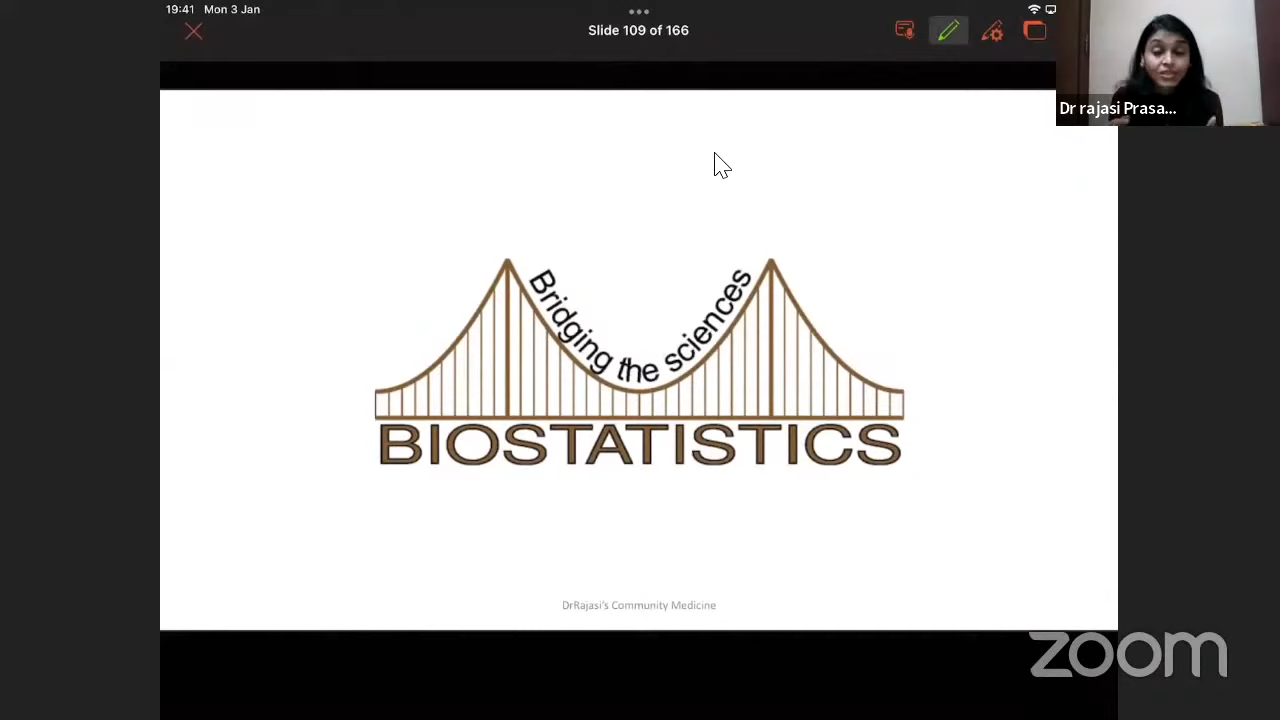 19:41 Mon 3 Jan
Slide 109 of 166
Dr rajasi Prasa...
Bridging the sciences
BIOSTATISTICS
DrRajasi's Community Medicine
zoom